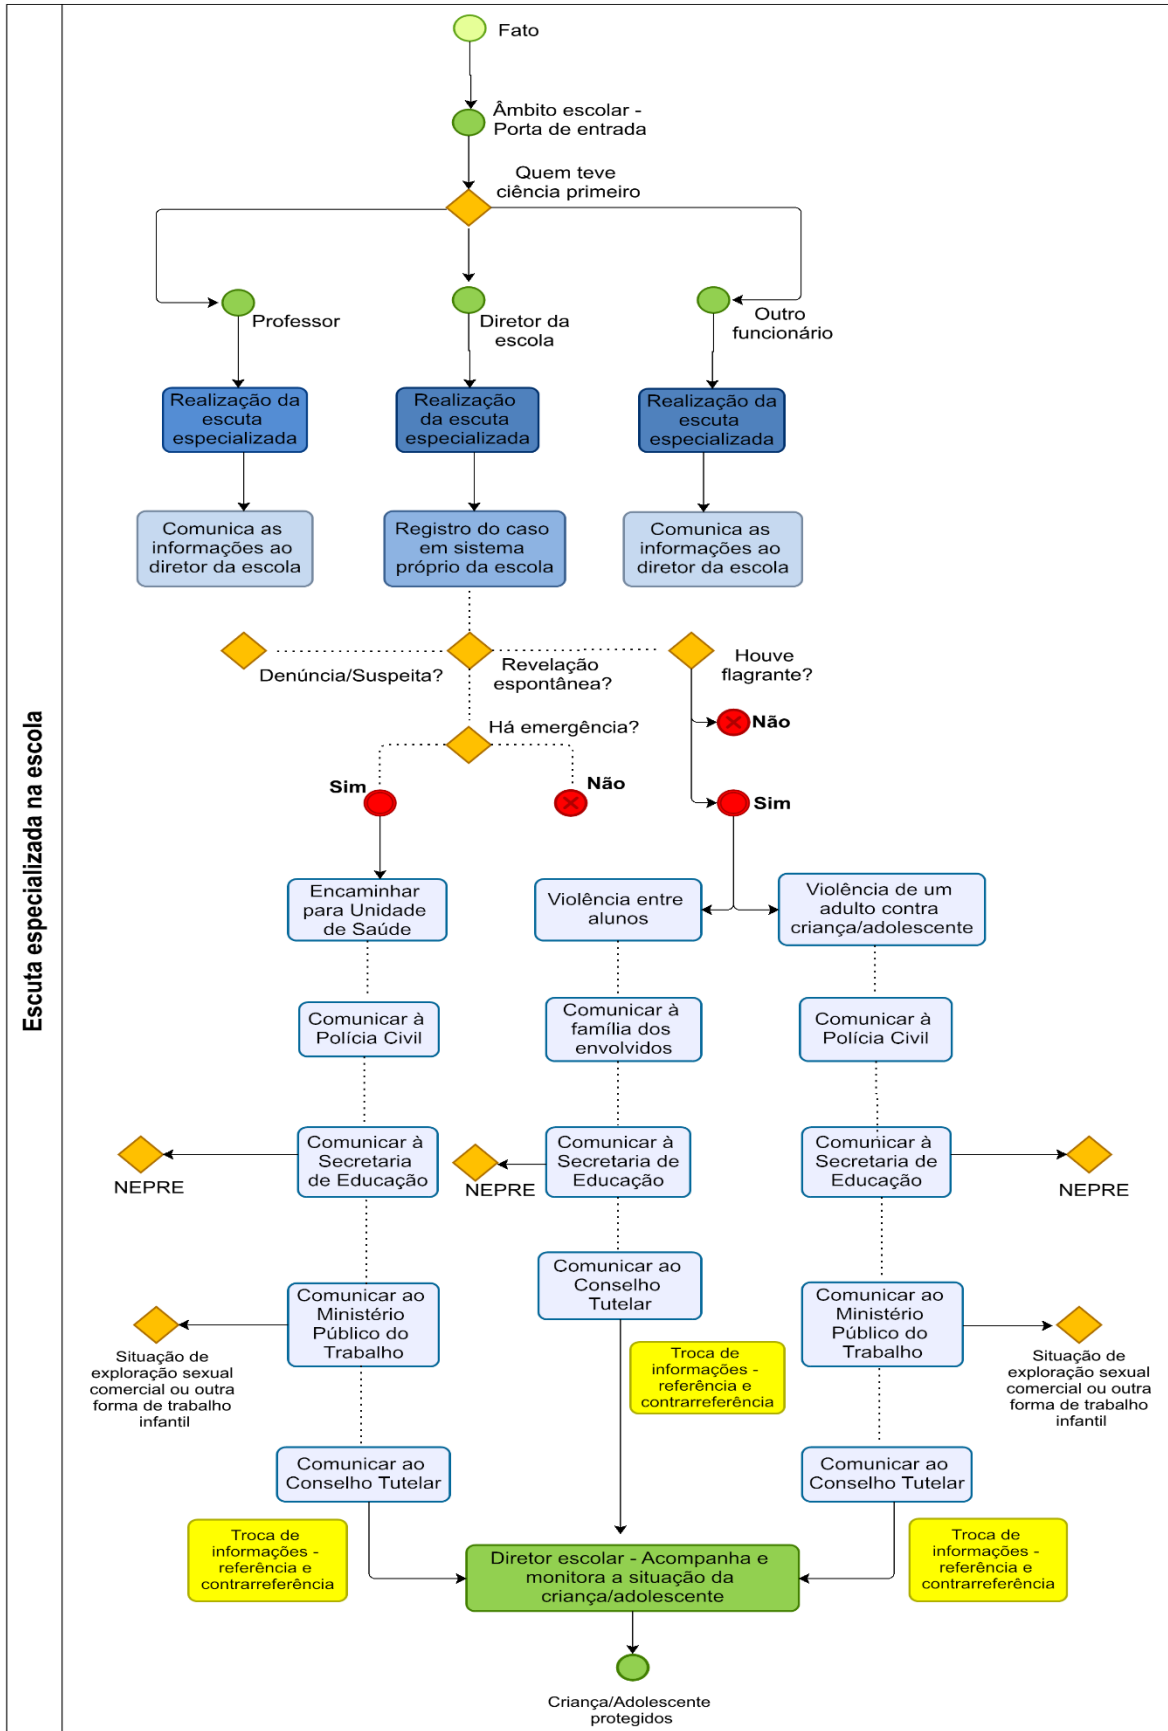 Escuta especializada na escola
Fato
Âmbito escolar -
Porta de entrada
Quem teve
ciência primeiro
Professor
Diretor da
escola
Outro
funcionário
Realização da
escuta
especializada
Realização
da escuta
especializada
Realização da
escuta
especializada
Comunica as
informações ao
diretor da escola
Registro do caso
em sistema
próprio da escola
Comunica as
informações ao
diretor da escola
Denúncia/Suspeita?
Revelação
espontânea?
Houve
flagrante?
Não
Há emergência?
Sim
Não
Sim
Encaminhar
para Unidade
de Saúde
Violência entre
alunos
Violência de um
adulto contra
criança/adolescente
Comunicar à
Polícia Civil
Comunicar à
família dos
envolvidos
Comunicar à
Polícia Civil
NEPRE
Comunicar à
Secretaria
de Educação
NEPRE
Comunicar à
Secretaria de
Educação
Comunicar à
Secretaria de
Educação
NEPRE
Comunicar ao
Conselho
Tutelar
Comunicar ao
Ministério
Público do
Trabalho
Comunicar ao
Ministério
Público do
Trabalho
Situação de
exploração sexual
comercial ou outra
forma de trabalho
infantil
Troca de
informações -
referência e
contrarreferência
Situação de
exploração sexual
comercial ou outra
forma de trabalho
infantil
Comunicar ao
Conselho Tutelar
Comunicar ao
Conselho Tutelar
Troca de
informações -
referência e
contrarreferência
Diretor escolar - Acompanha e
monitora a situação da
criança/adolescente
Troca de
informações -
referência e
contrarreferência
Criança/Adolescente
protegidos